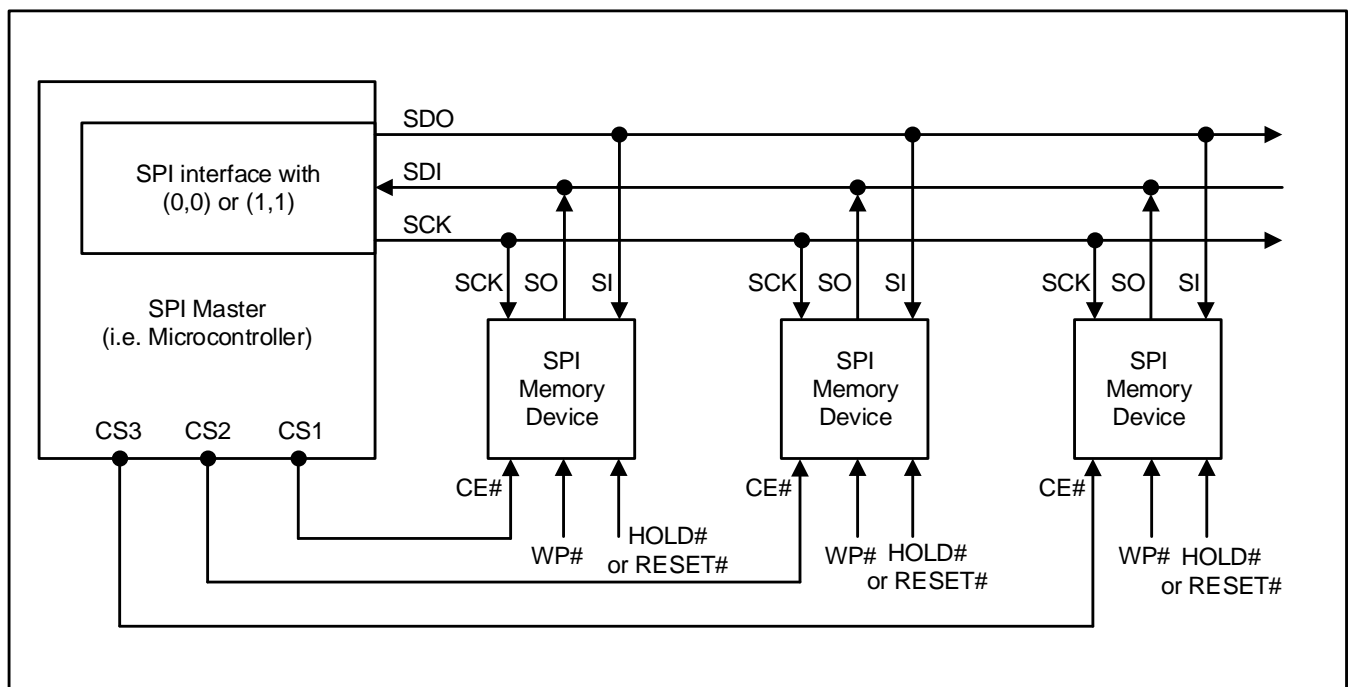 SDO
SPI interface with
(0,0) or (1,1)
SDI
SCK
SPI Master
(i.e. Microcontroller)
SCK SO SI
SCK SO SI
SCK SO SI
SPI
Memory
Device
SPI
Memory
Device
SPI
Memory
Device
CS3 CS2 CS1
CE#
WP#
HOLD#
or RESET#
CE#
WP#
HOLD#
or RESET#
CE#
WP#
HOLD#
or RESET#